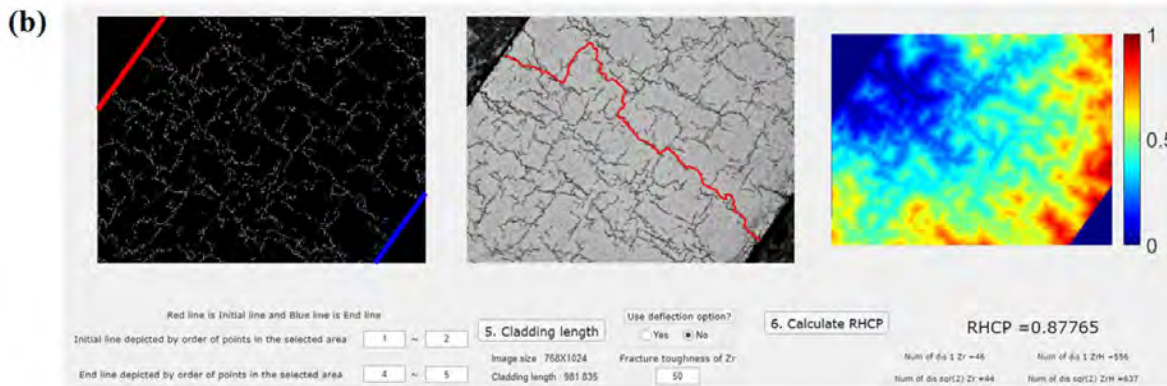 (b)
1
0.5
0
Red line is Initial line and Blue line is End line
Initial line depicted by order of points in the selected area 1 ~ 2
End line depicted by order of points in the selected area 4 ~ 5
5. Cladding length
Image size 768X1024
Cladding length 981.835
Use deflection option?
Yes No
Fracture toughness of Zr
50
6. Calculate RHCP
RHCP =0.87765
Num of dis 1 Zr =46 Num of dis 1 ZrH =556
Num of dis sqr(2) Zr =44 Num of dis sqr(2) ZrH =637